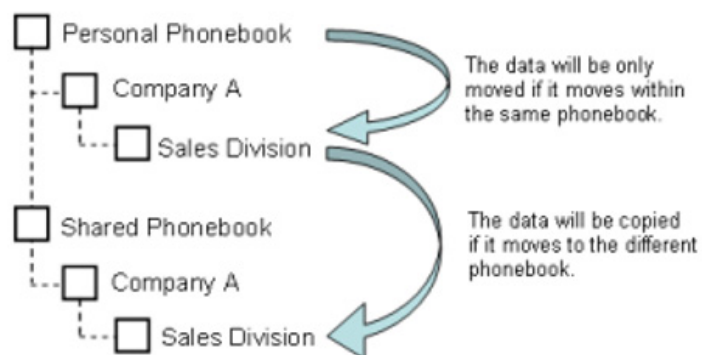 Personal Phonebook
Company A
Sales Division
The data will be only
moved if it moves within
the same phonebook.
Shared Phonebook
Company A
Sales Division
The data will be copied
if it moves to the different
phonebook.